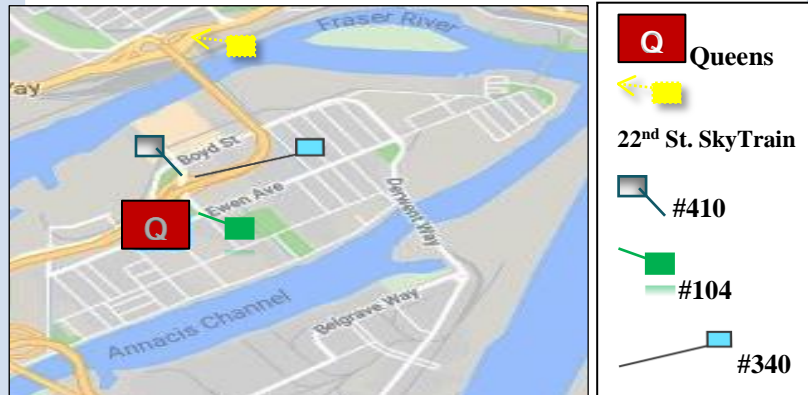 Fraser River
ay
Boyd St
Ewen Ave
Derwent Way
Q
Annacis Channel
Belgrave Way
Q
Queens
22nd St. SkyTrain
#410
#104
#340